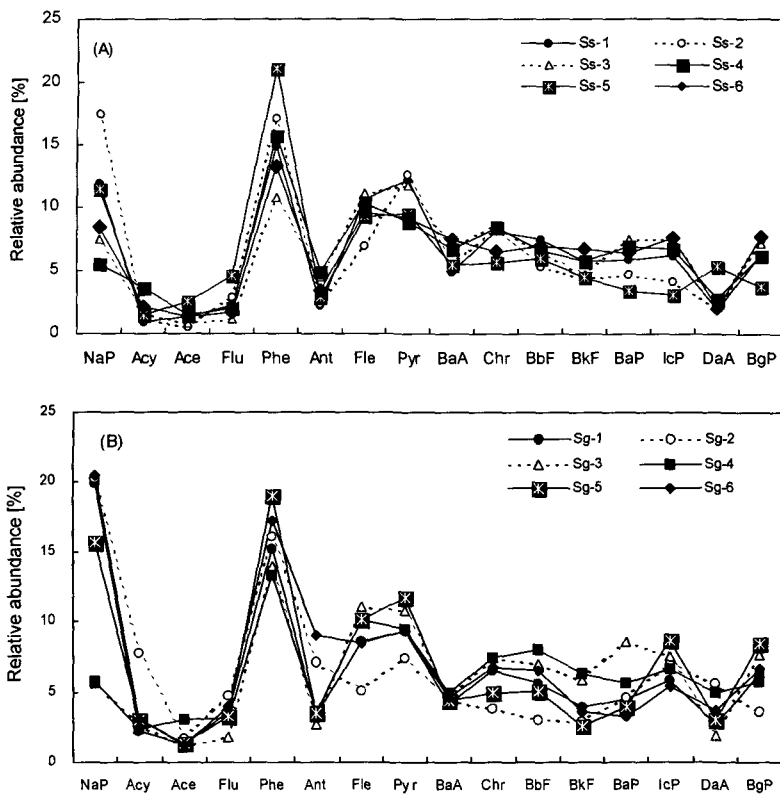 (A)
Ss-1 Ss-2
Ss-3 Ss-4
Ss-5 Ss-6
Relative abundance [%]
25
20
15
10
5
0
NaP Acy Ace Flu Phe Ant Fle Pyr BaA Chr BbF BkF BaP IcP DaA BgP
(B)
Sg-1 Sg-2
Sg-3 Sg-4
Sg-5 Sg-6
Relative abundance [%]
25
20
15
10
5
0
NaP Acy Ace Flu Phe Ant Fle Pyr BaA Chr BbF BkF BaP IcP DaA BgP